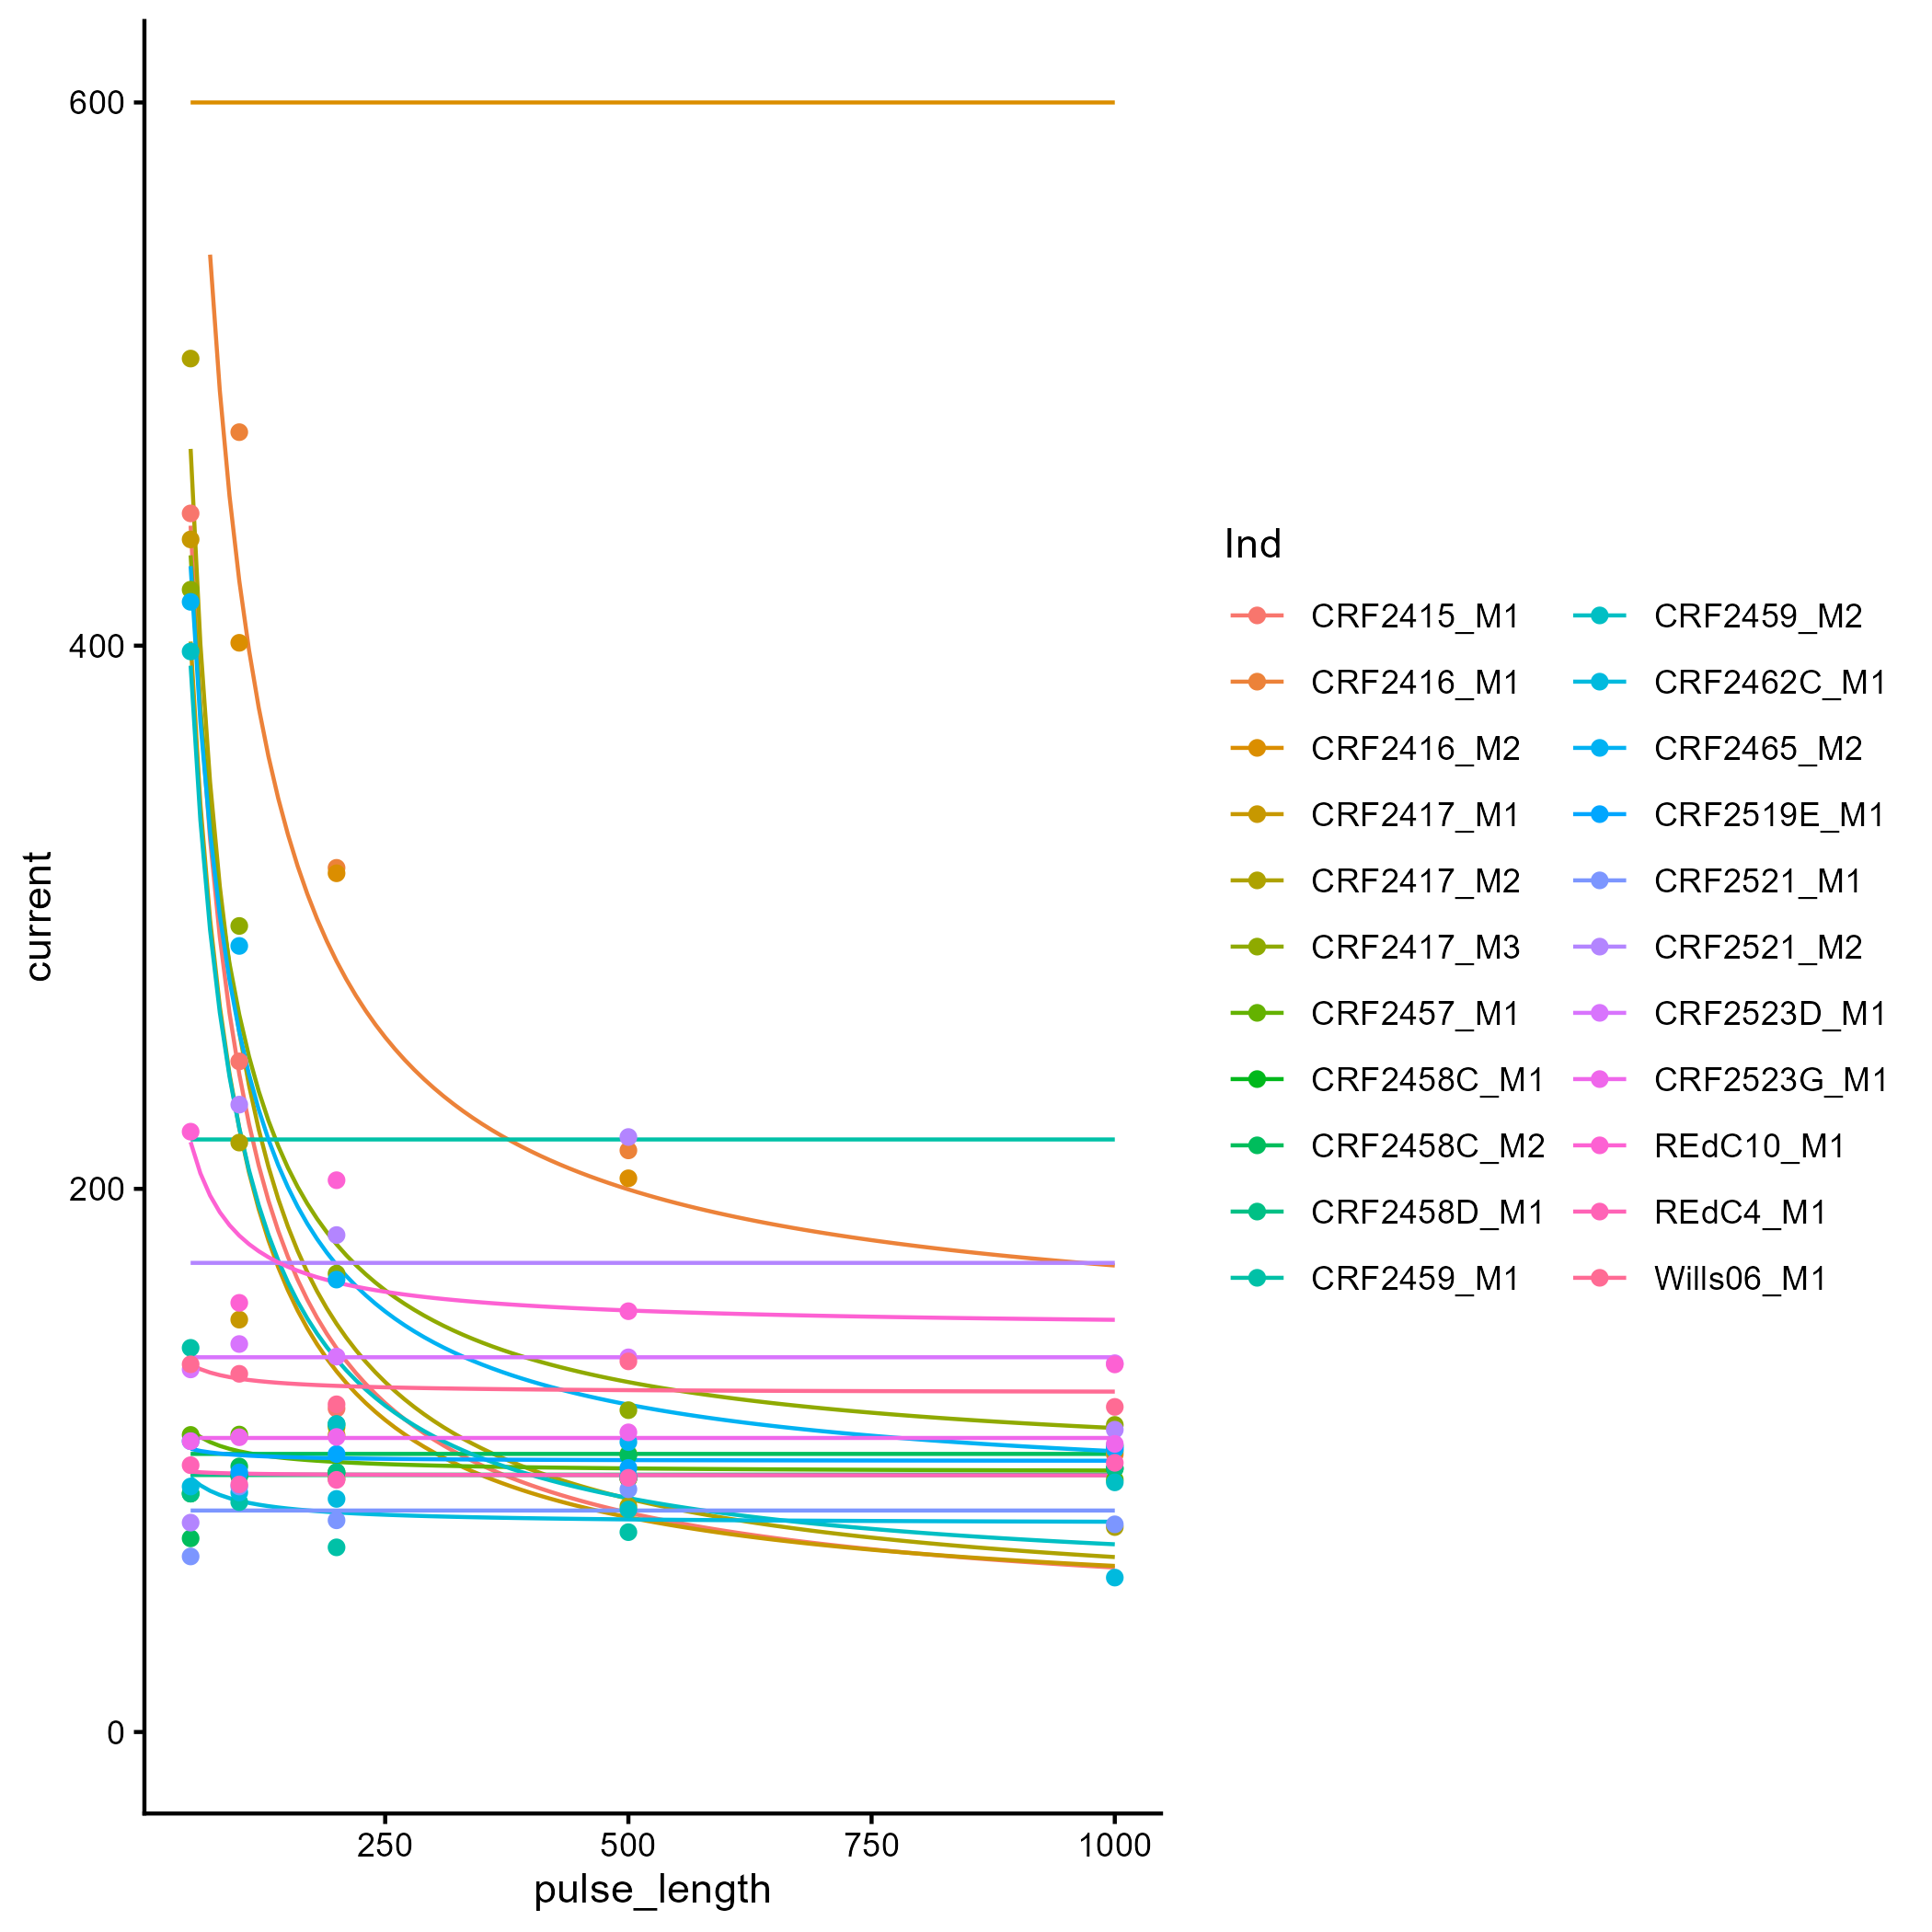 600
400
200
0
current
250 500 750 1000
pulse_length
Ind
CRF2415_M1 CRF2459_M2
CRF2416_M1 CRF2462C_M1
CRF2416_M2 CRF2465_M2
CRF2417_M1 CRF2519E_M1
CRF2417_M2 CRF2521_M1
CRF2417_M3 CRF2521_M2
CRF2457_M1 CRF2523D_M1
CRF2458C_M1 CRF2523G_M1
CRF2458C_M2 REdC10_M1
CRF2458D_M1 REdC4_M1
CRF2459_M1 Wills06_M1